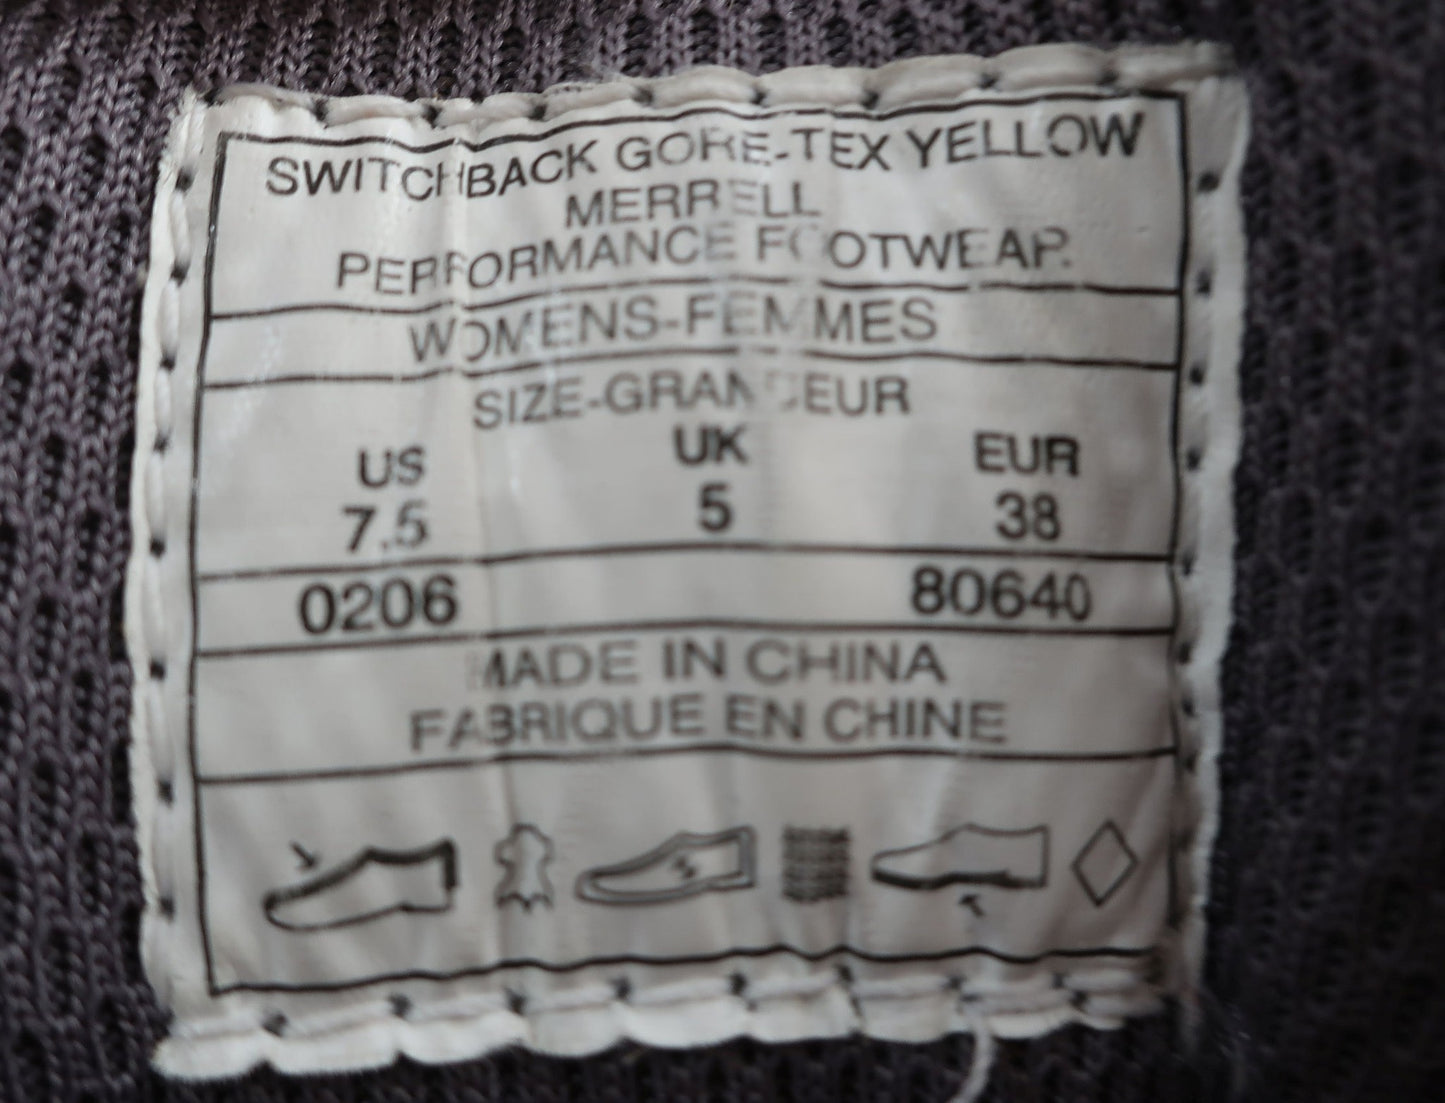 SWITCHBACK GORE-TEX YELLOW
MERRELL
PERFORMANCE FOOTWEAR
WOMENS-FEMMES
SIZE-GRANDEUR
US UK EUR
7.5 5 38
0206 80640
MADE IN CHINA
FABRIQUE EN CHINE